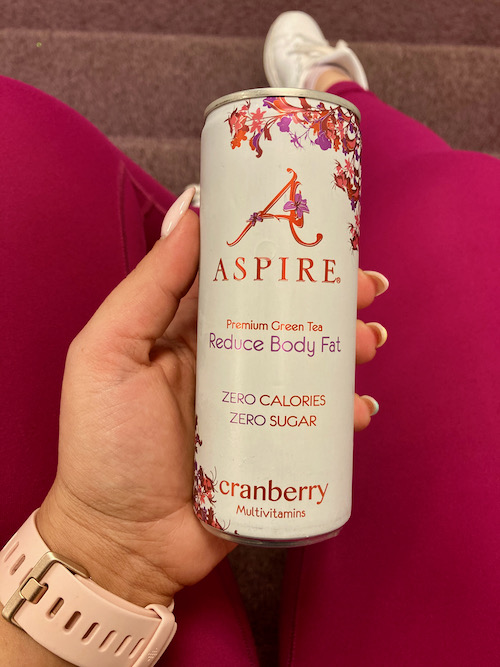 A
ASPIRE®
Premium Green Tea
Reduce Body Fat
ZERO CALORIES
ZERO SUGAR
cranberry
Multivitamins